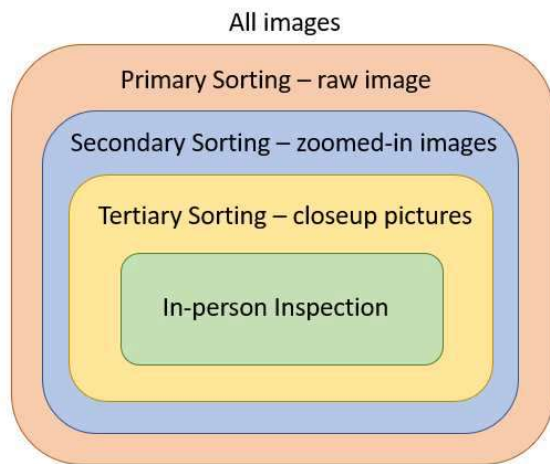 All images
Primary Sorting – raw image
Secondary Sorting – zoomed-in images
Tertiary Sorting – closeup pictures
In-person Inspection